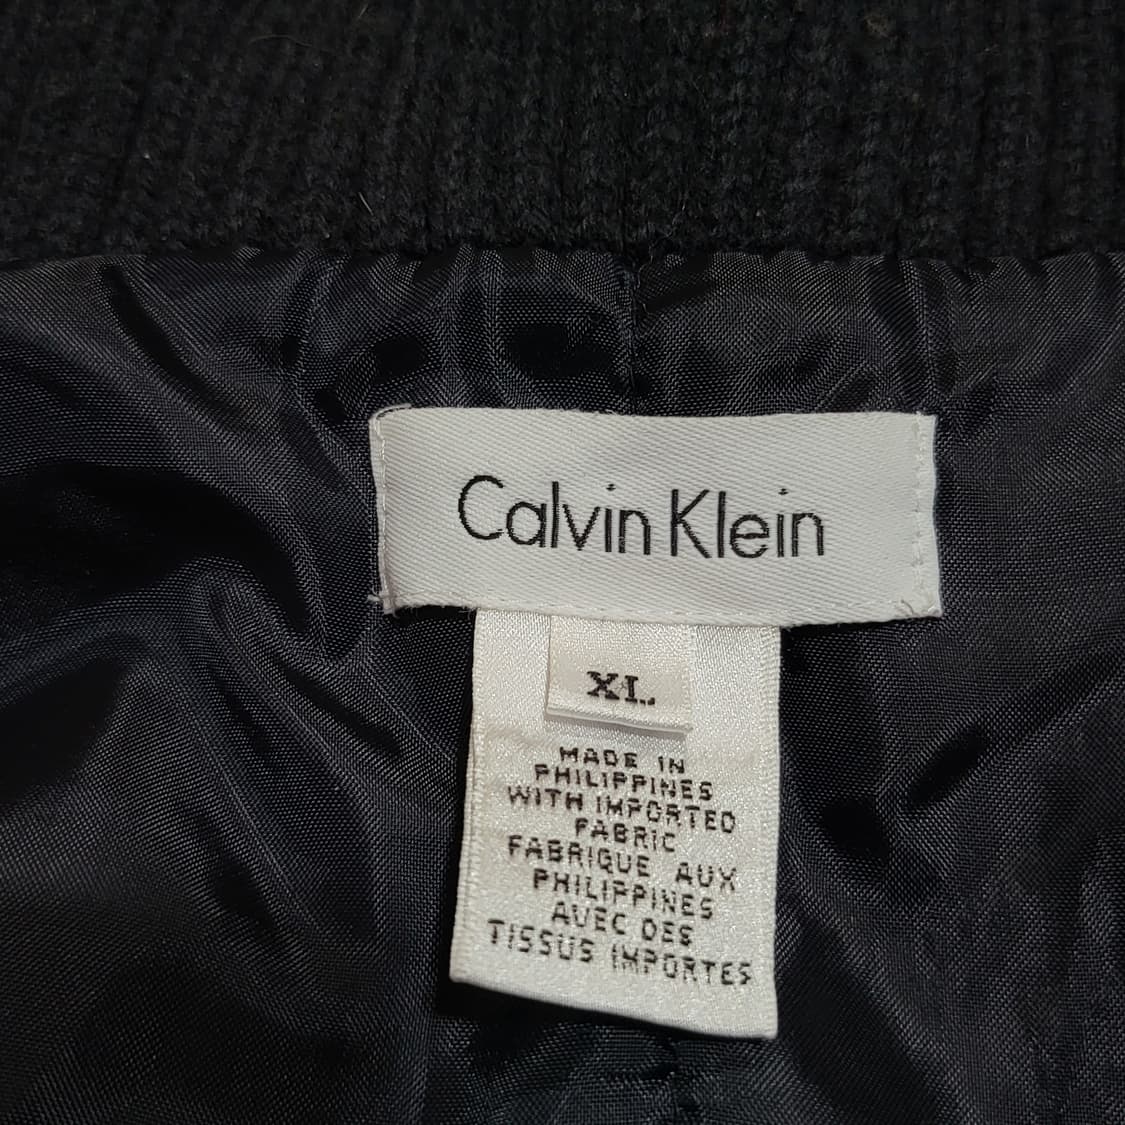 Calvin Klein
XL
MADE IN
PHILIPPINES
WITH IMPORTED
FABRIC
FABRIQUE AUX
PHILIPPINES
AVEC DES
TISSUS IMPORTES